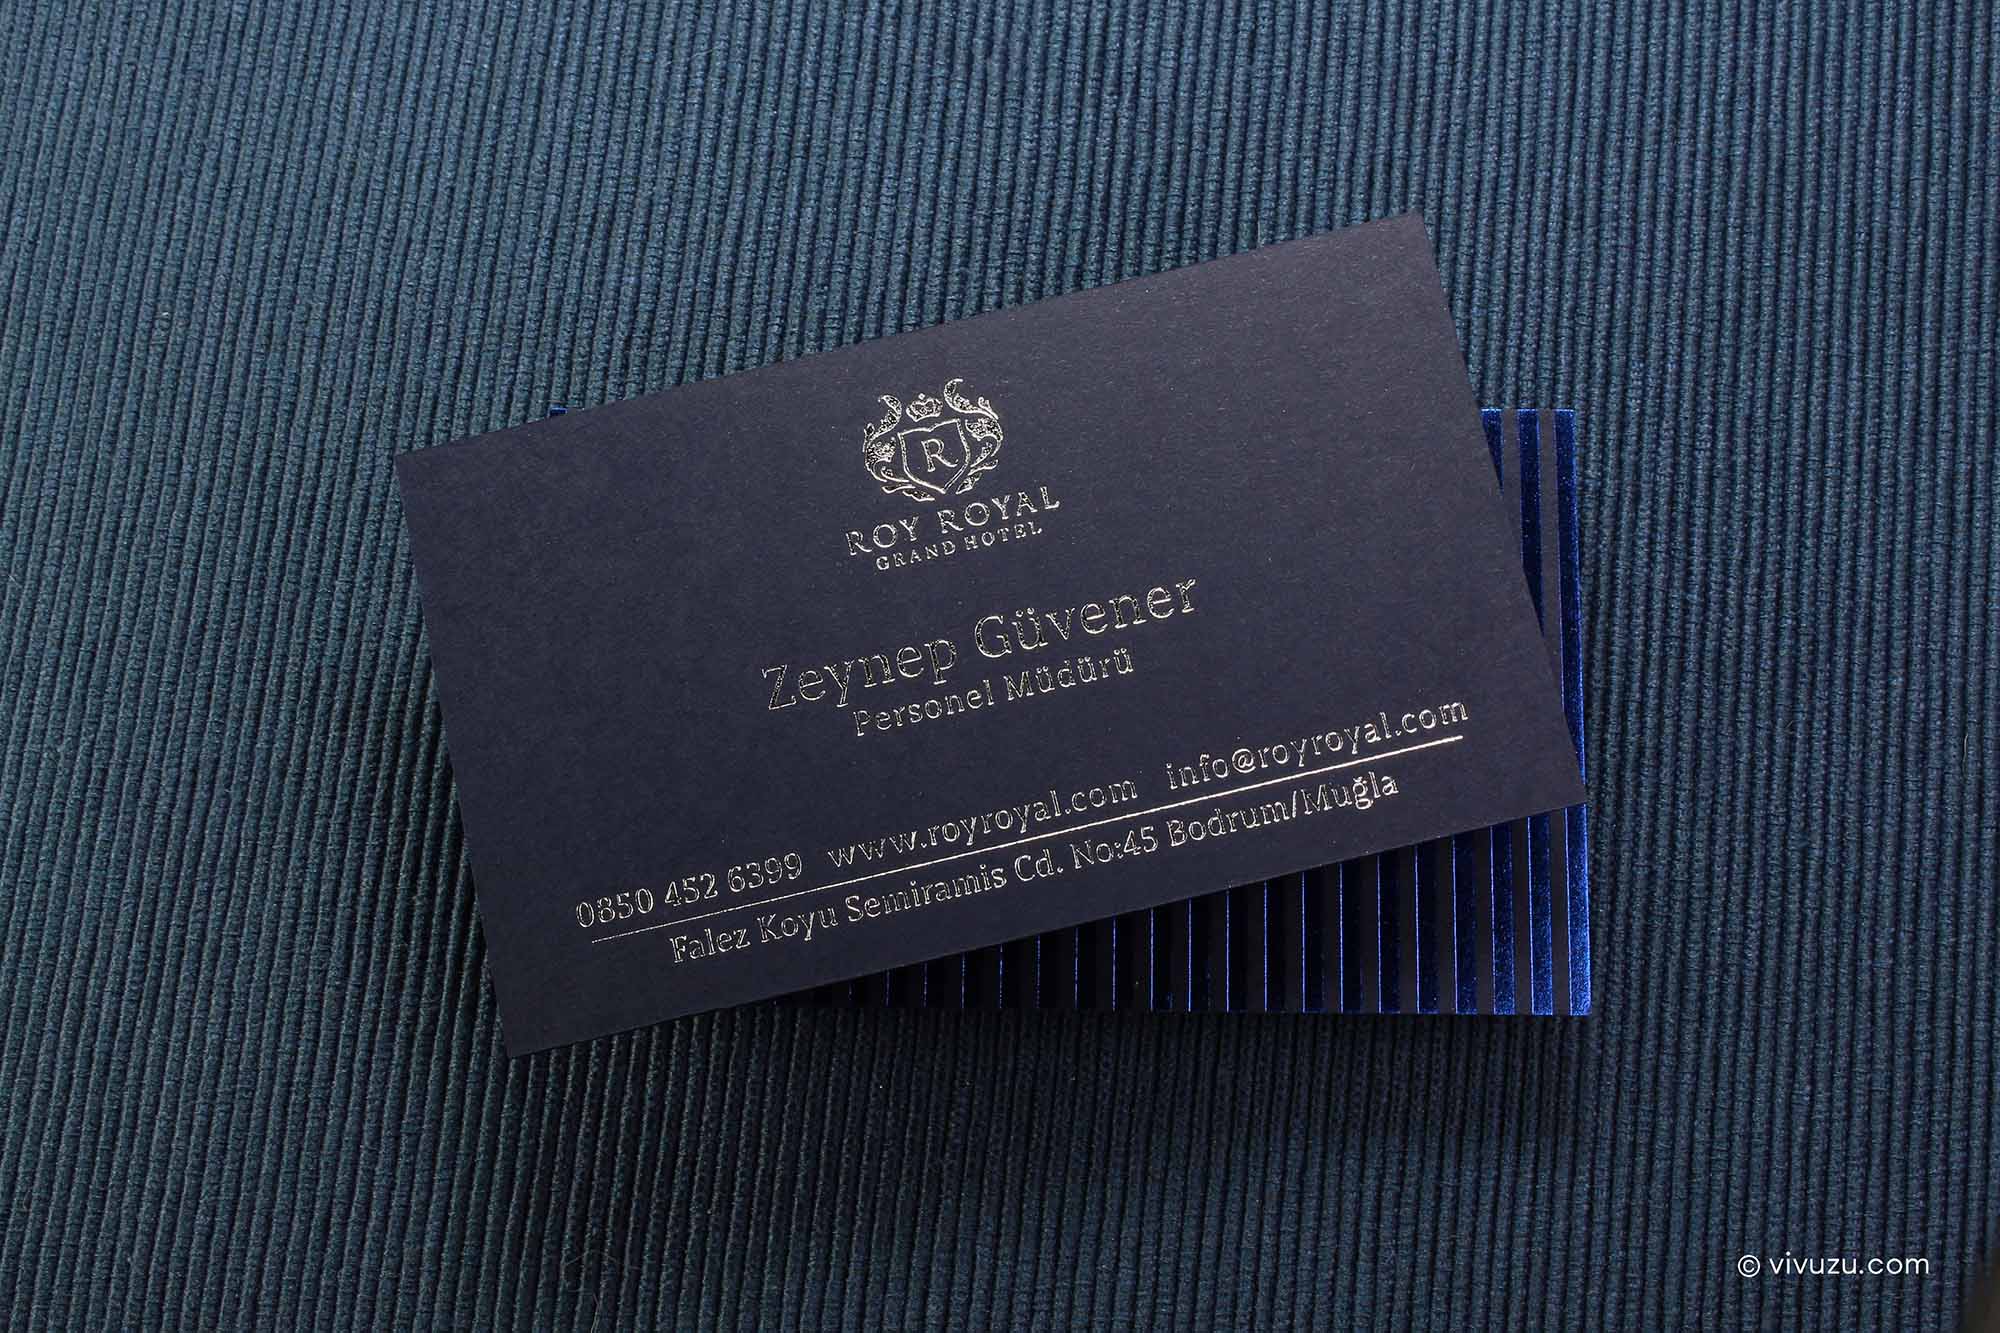 R
ROY ROYAL
GRAND HOTEL
Zeynep Güvener
Personel Müdürü
0850 452 6399 www.royroyal.com info@royroyal.com
Falez Koyu Semiramis Cd. No:45 Bodrum/Muğla
© vivuzu.com